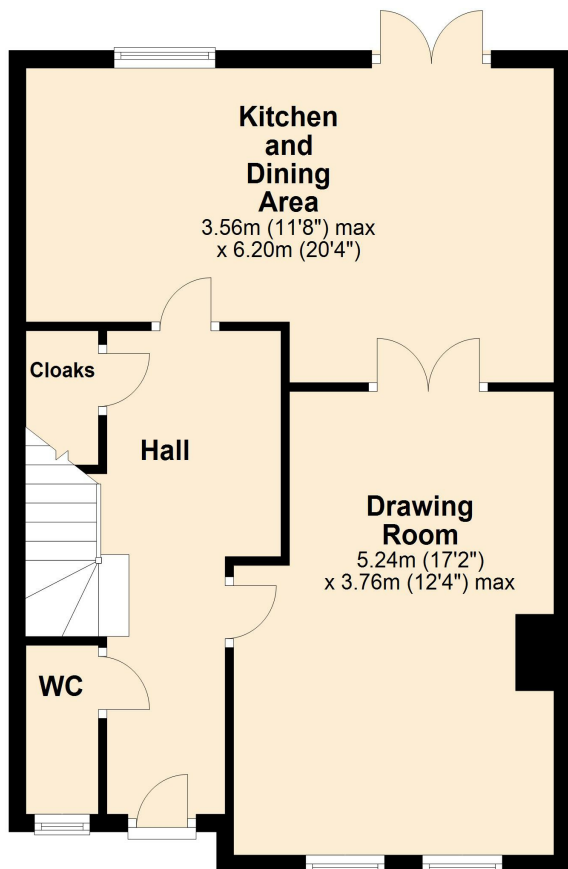 Kitchen
and
Dining
Area
3.56m (11'8") max
x 6.20m (20'4")
Cloaks
Hall
Drawing
Room
5.24m (17'2")
x 3.76m (12'4") max
WC